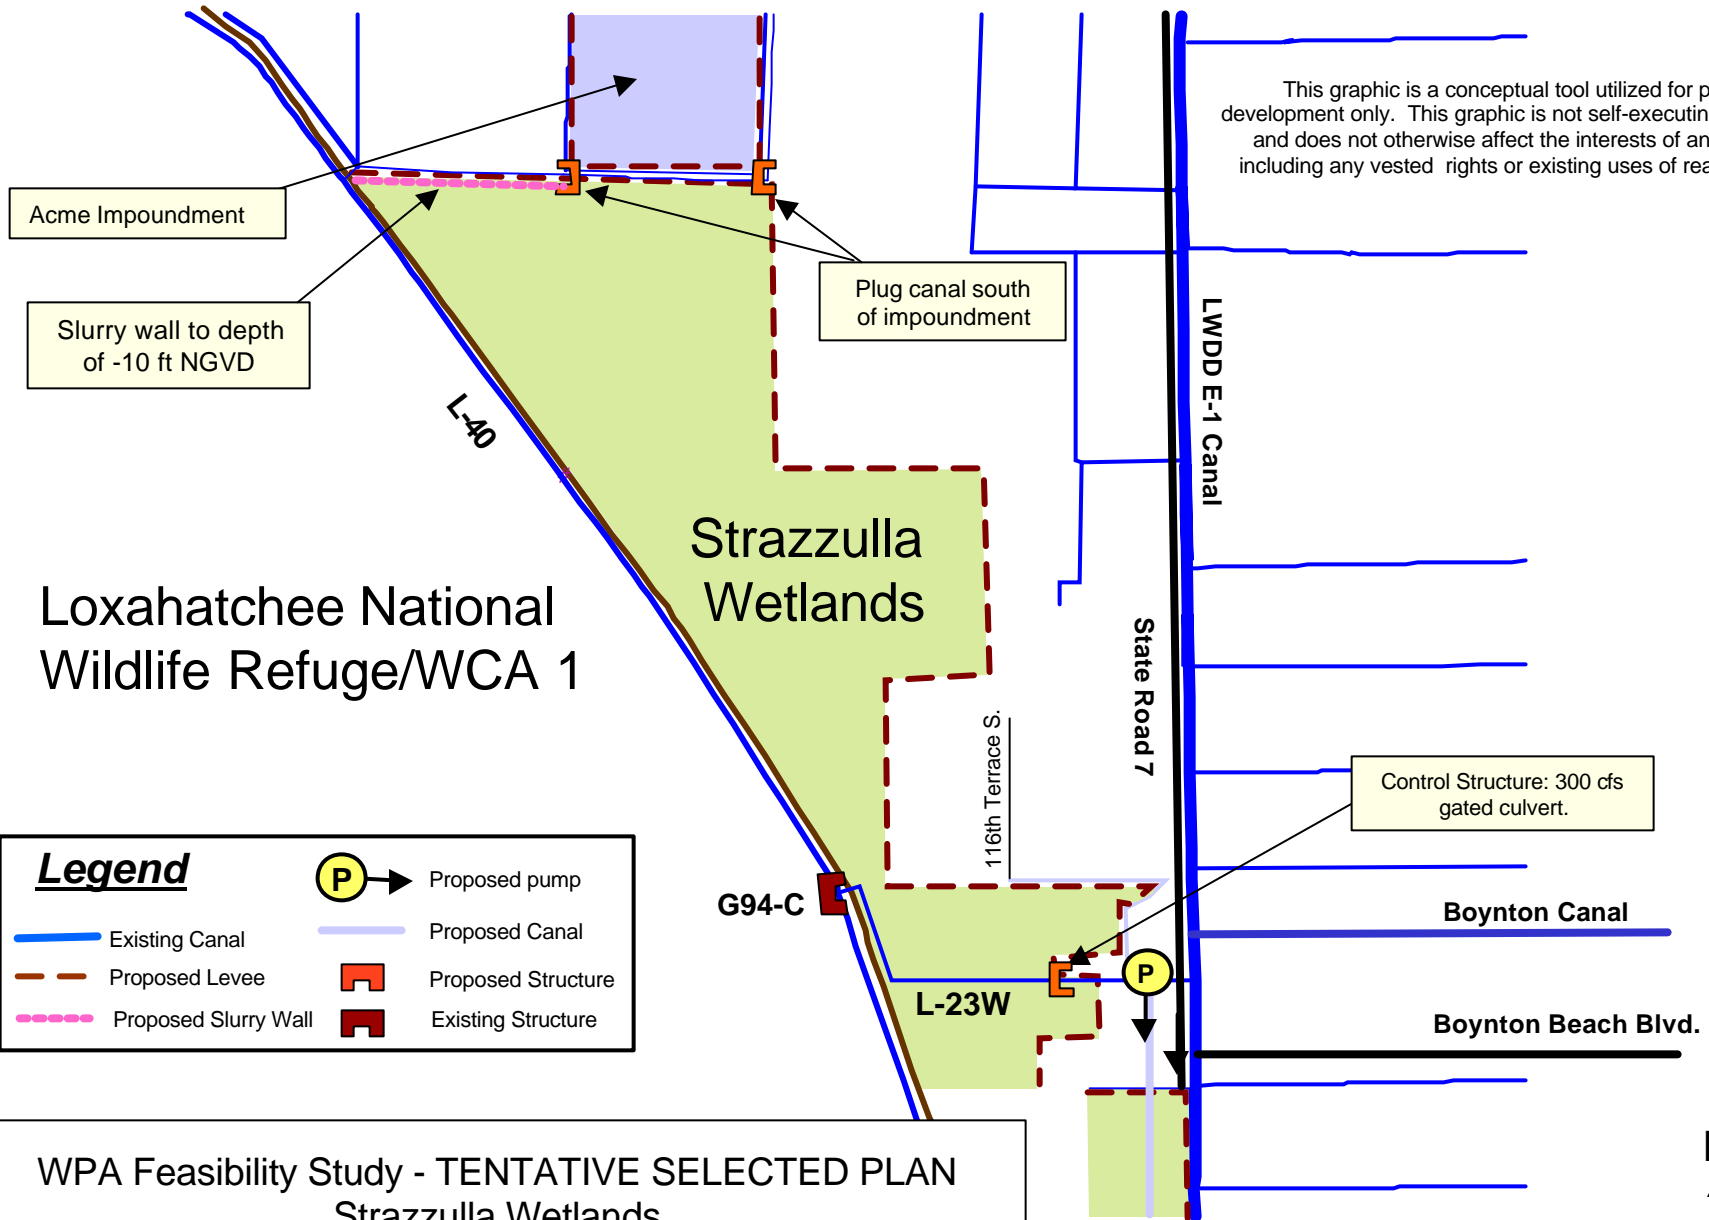 This graphic is a conceptual tool utilized for p
development only. This graphic is not self-executin
and does not otherwise affect the interests of an
including any vested rights or existing uses of rea
Acme Impoundment
Plug canal south
of impoundment
Slurry wall to depth
of -10 ft NGVD
LWDD E-1 Canal
L-40
Strazzulla
Wetlands
Loxahatchee National
Wildlife Refuge/WCA 1
State Road 7
116th Terrace S.
Control Structure: 300 cfs
gated culvert.
Legend
P
Proposed pump
Existing Canal
Proposed Canal
Proposed Levee
Proposed Structure
Proposed Slurry Wall
Existing Structure
G94-C
Boynton Canal
P
L-23W
Boynton Beach Blvd.
WPA Feasibility Study - TENTATIVE SELECTED PLAN
Strazzulla Wetlands